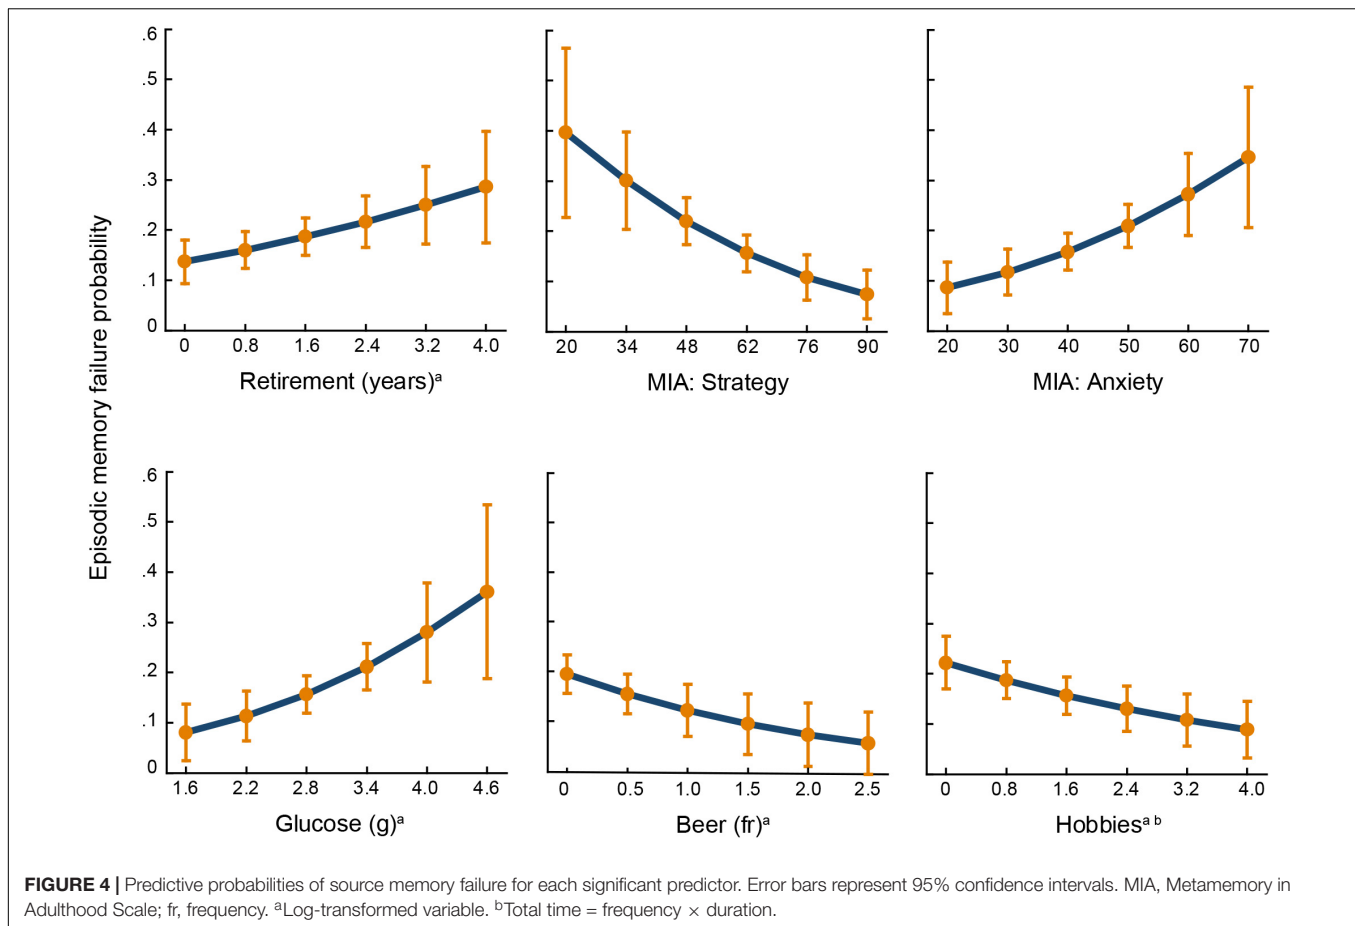 Episodic memory failure probability
.6
.5
.4
.3
.2
.1
0
0 0.8 1.6 2.4 3.2 4.0
Retirement (years)ᵃ
20 34 48 62 76 90
MIA: Strategy
20 30 40 50 60 70
MIA: Anxiety
.6
.5
.4
.3
.2
.1
0
1.6 2.2 2.8 3.4 4.0 4.6
Glucose (g)ᵃ
0 0.5 1.0 1.5 2.0 2.5
Beer (fr)ᵃ
0 0.8 1.6 2.4 3.2 4.0
Hobbiesᵃ ᵇ
FIGURE 4 | Predictive probabilities of source memory failure for each significant predictor. Error bars represent 95% confidence intervals. MIA, Metamemory in
Adulthood Scale; fr, frequency. ᵃLog-transformed variable. ᵇTotal time = frequency × duration.